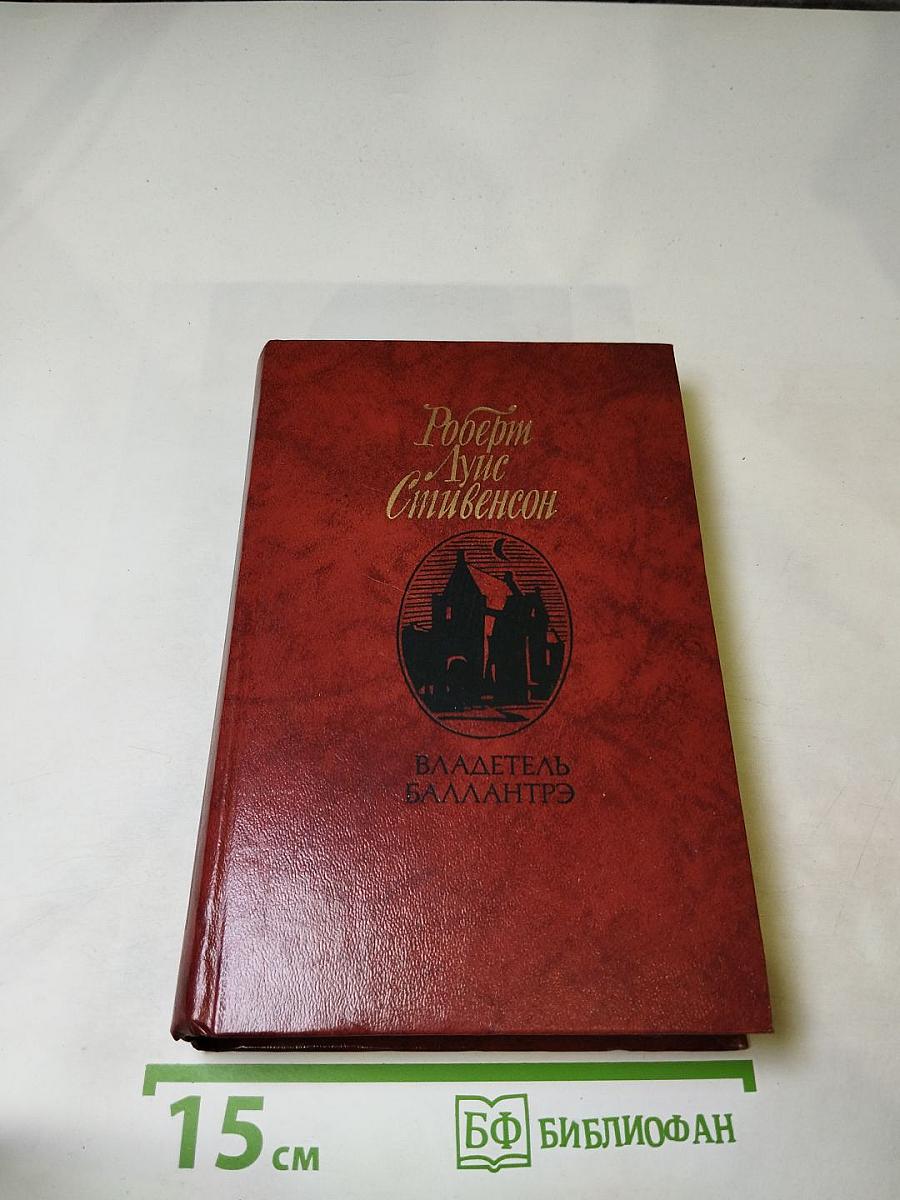 Роберт
Луис
Стивенсон
ВЛАДЕТЕЛЬ
БАЛЛАНТРЭ
15 см
БФ БИБЛИОФАН